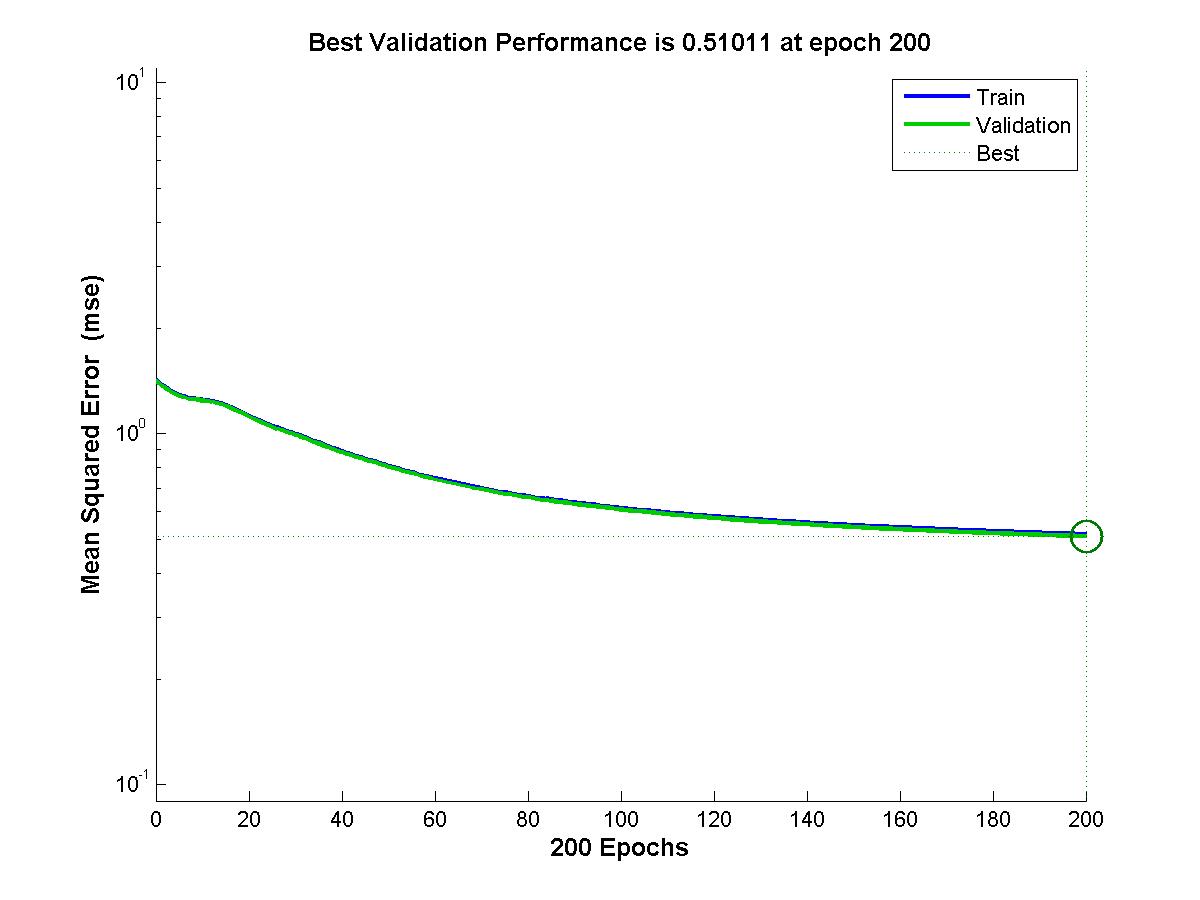 Best Validation Performance is 0.51011 at epoch 200
Train
Validation
Best
Mean Squared Error (mse)
10^1
10^0
10^-1
0 20 40 60 80 100 120 140 160 180 200
200 Epochs